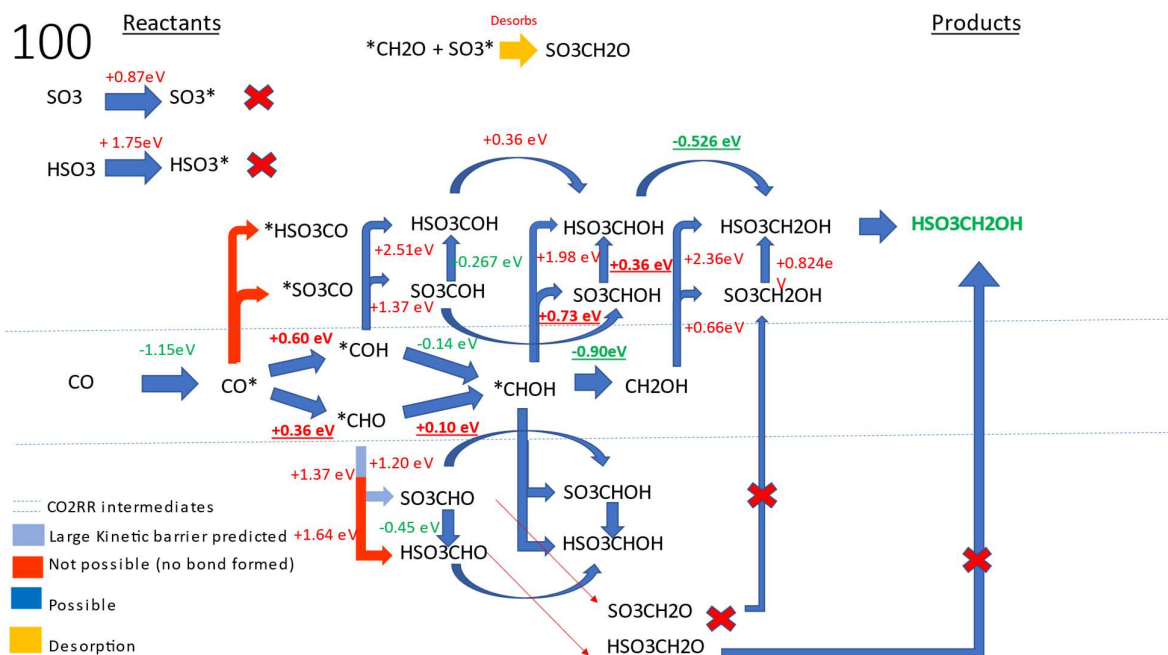 100
Reactants
Products
Desorbs
*CH2O + SO3*
SO3CH2O
+0.87eV
SO3
SO3*
+ 1.75eV
HSO3
HSO3*
+0.36 eV
-0.526 eV
*HSO3CO
HSO3COH
HSO3CHOH
HSO3CH2OH
HSO3CH2OH
+2.51eV
-0.267 eV
+1.98 eV
+0.36 eV
+2.36eV
+0.824e
V
*SO3CO
SO3COH
SO3CHOH
SO3CH2OH
+1.37 eV
+0.73 eV
+0.66eV
-1.15eV
+0.60 eV
*COH
-0.14 eV
-0.90eV
CO
CO*
*CHOH
CH2OH
*CHO
+0.36 eV
+0.10 eV
+1.37 eV
+1.20 eV
SO3CHO
SO3CHOH
+1.64 eV
-0.45 eV
HSO3CHO
HSO3CHOH
SO3CH2O
HSO3CH2O
CO2RR intermediates
Large Kinetic barrier predicted
Not possible (no bond formed)
Possible
Desorption